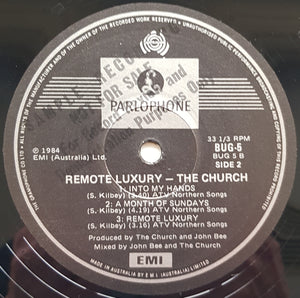 SAMPLE RECORD
NOT FOR SALE
PARLOPHONE
33 1/3 RPM
BUG-5
BUG 5 B
SIDE 2
℗ 1984
EMI (Australia) Ltd.
REMOTE LUXURY — THE CHURCH
1: INTO MY HANDS
(S. Kilbey) (3.40) ATV Northern Songs
2: A MONTH OF SUNDAYS
(S. Kilbey) (4.19) ATV Northern Songs
3: REMOTE LUXURY
(S. Kilbey) (3.16) ATV Northern Songs
Produced by The Church and John Bee
Mixed by John Bee and The Church
EMI
MADE IN AUSTRALIA BY E.M.I. (AUSTRALIA) LIMITED